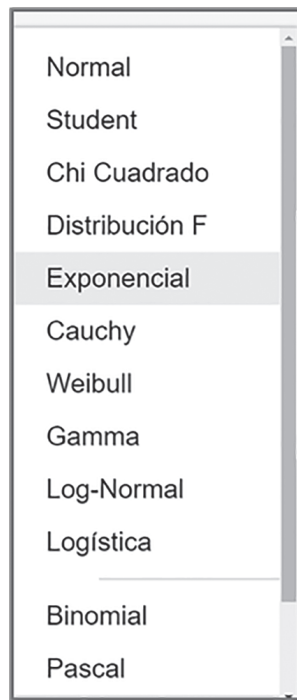 Normal
Student
Chi Cuadrado
Distribución F
Exponencial
Cauchy
Weibull
Gamma
Log-Normal
Logística
Binomial
Pascal